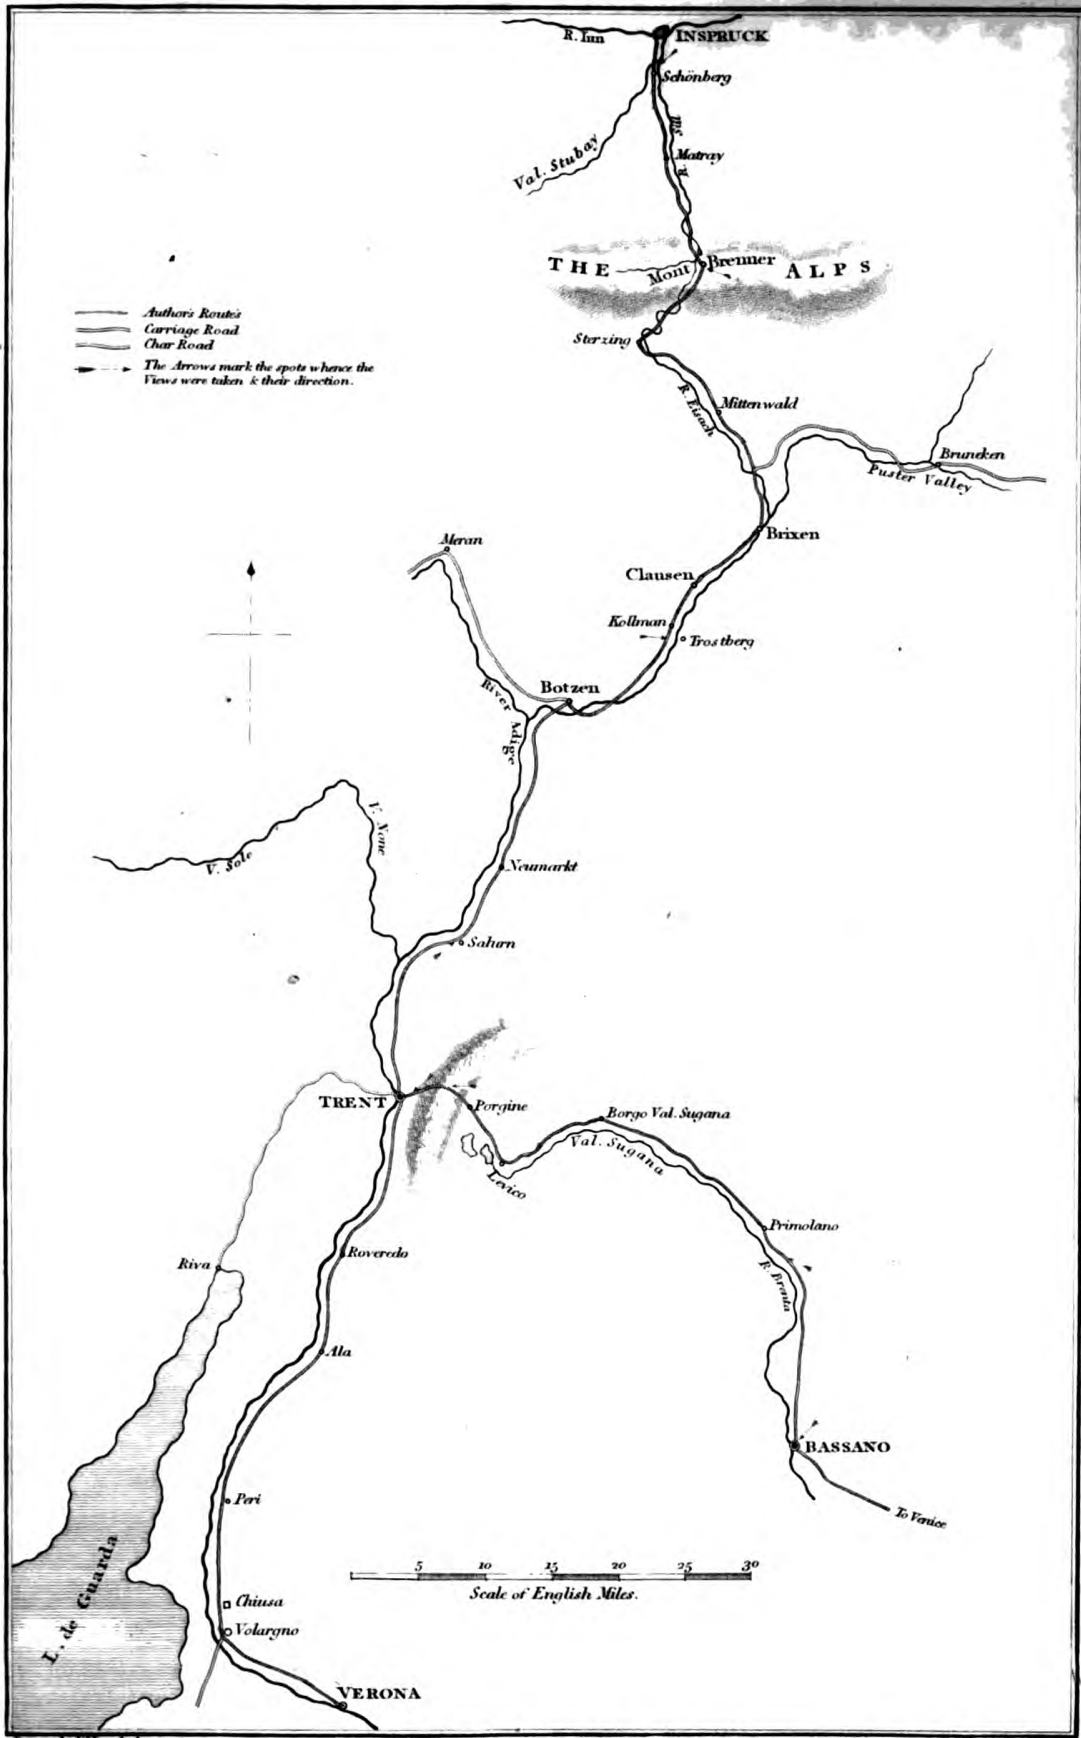 R. Inn
INSPRUCK
Schönberg
R. Sill
Matray
Val. Stubay
THE ALPS
Mont Brenner
Author's Routes
Carriage Road
Char Road
The Arrows mark the spots whence the
Views were taken & their direction.
Sterzing
Mittenwald
R. Eisach
Bruneken
Puster Valley
Brixen
Meran
Clausen
Kollman
Trostberg
Botzen
River Adige
V. None
V. Sole
Neumarkt
Salurn
TRENT
Porgine
Borgo Val. Sugana
Val. Sugana
Levico
Primolano
R. Brenta
Riva
Roveredo
Ala
BASSANO
To Venice
Peri
5 10 15 20 25 30
Scale of English Miles.
L. de Guarda
Chiusa
Volargno
VERONA